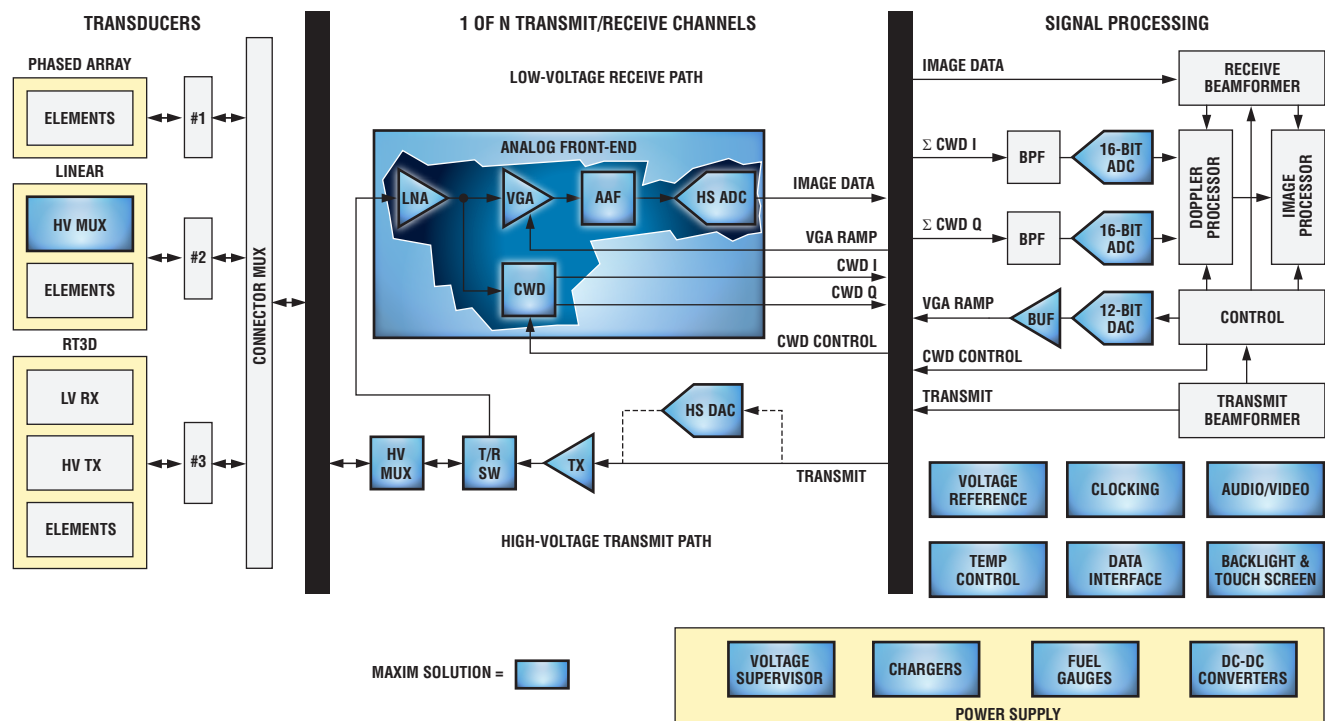 TRANSDUCERS
PHASED ARRAY
ELEMENTS
#1
LINEAR
HV MUX
ELEMENTS
#2
RT3D
LV RX
HV TX
ELEMENTS
#3
CONNECTOR MUX
1 OF N TRANSMIT/RECEIVE CHANNELS
LOW-VOLTAGE RECEIVE PATH
ANALOG FRONT-END
LNA
VGA
AAF
HS ADC
IMAGE DATA
VGA RAMP
CWD I
CWD
CWD Q
CWD CONTROL
HS DAC
HV
MUX
T/R
SW
TX
TRANSMIT
HIGH-VOLTAGE TRANSMIT PATH
SIGNAL PROCESSING
IMAGE DATA
RECEIVE
BEAMFORMER
Σ CWD I
BPF
16-BIT
ADC
Σ CWD Q
BPF
16-BIT
ADC
DOPPLER
PROCESSOR
IMAGE
PROCESSOR
VGA RAMP
BUF
12-BIT
DAC
CONTROL
CWD CONTROL
TRANSMIT
TRANSMIT
BEAMFORMER
VOLTAGE
REFERENCE
CLOCKING
AUDIO/VIDEO
TEMP
CONTROL
DATA
INTERFACE
BACKLIGHT &
TOUCH SCREEN
MAXIM SOLUTION =
VOLTAGE
SUPERVISOR
CHARGERS
FUEL
GAUGES
DC-DC
CONVERTERS
POWER SUPPLY